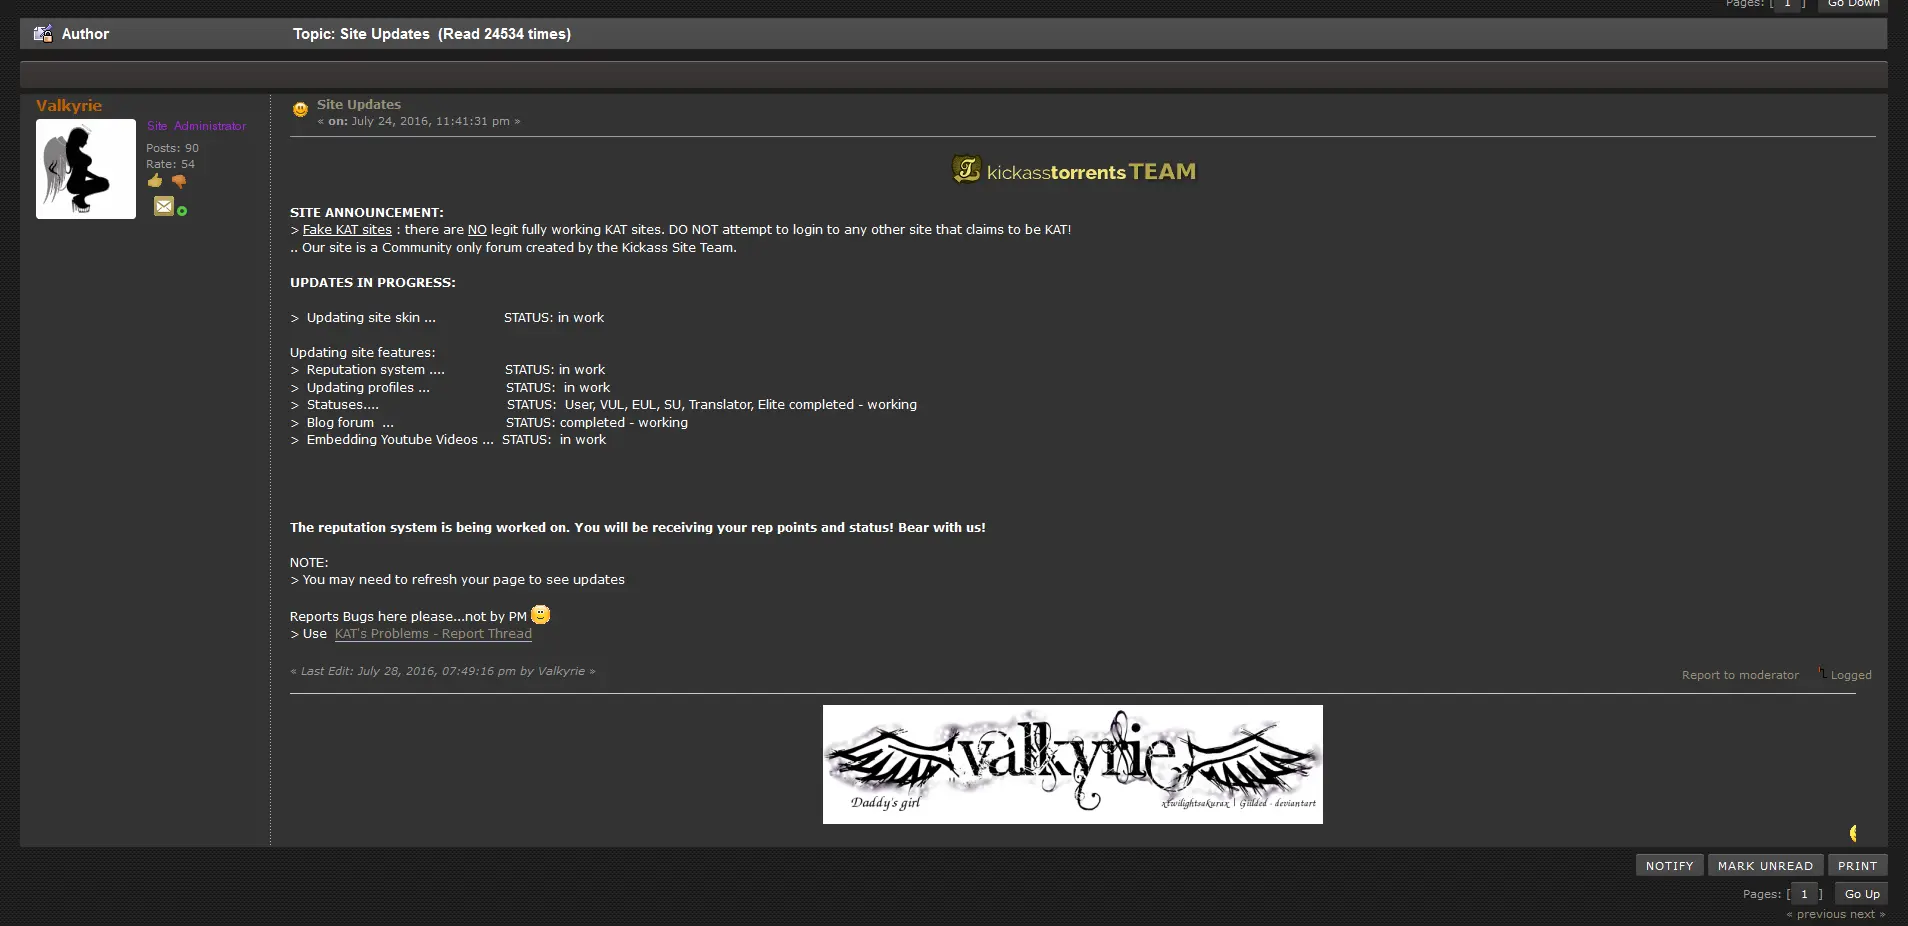 Pages: [ 1 ] Go Down
Author Topic: Site Updates (Read 24534 times)
Valkyrie
Site Administrator
Posts: 90
Rate: 54
Site Updates
« on: July 24, 2016, 11:41:31 pm »
kickasstorrents TEAM
SITE ANNOUNCEMENT:
> Fake KAT sites : there are NO legit fully working KAT sites. DO NOT attempt to login to any other site that claims to be KAT!
.. Our site is a Community only forum created by the Kickass Site Team.
UPDATES IN PROGRESS:
> Updating site skin ... STATUS: in work
Updating site features:
> Reputation system .... STATUS: in work
> Updating profiles ... STATUS: in work
> Statuses.... STATUS: User, VUL, EUL, SU, Translator, Elite completed - working
> Blog forum ... STATUS: completed - working
> Embedding Youtube Videos ... STATUS: in work
The reputation system is being worked on. You will be receiving your rep points and status! Bear with us!
NOTE:
> You may need to refresh your page to see updates
Reports Bugs here please...not by PM
> Use KAT's Problems - Report Thread
« Last Edit: July 28, 2016, 07:49:16 pm by Valkyrie »
Report to moderator Logged
valkyrie
Daddy's girl
xtwilightsakurax | Giilded - deviantart
NOTIFY MARK UNREAD PRINT
Pages: [ 1 ] Go Up
« previous next »